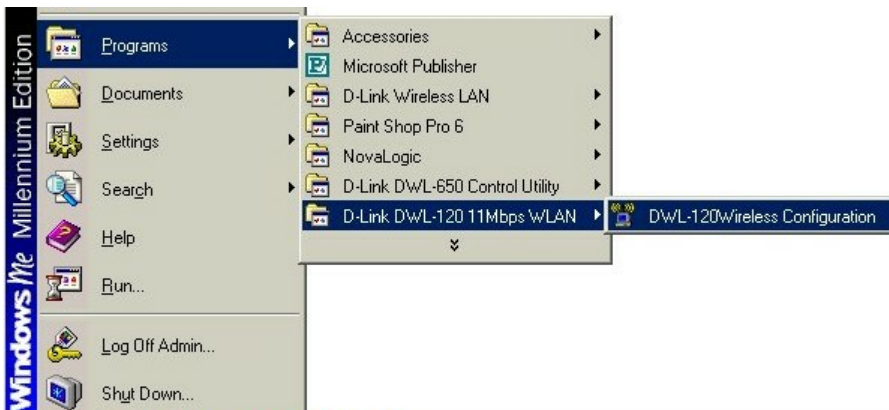 Windows Me Millennium Edition
Programs
Documents
Settings
Search
Help
Run...
Log Off Admin...
Shut Down...
Accessories
Microsoft Publisher
D-Link Wireless LAN
Paint Shop Pro 6
NovaLogic
D-Link DWL-650 Control Utility
D-Link DWL-120 11Mbps WLAN
DWL-120Wireless Configuration